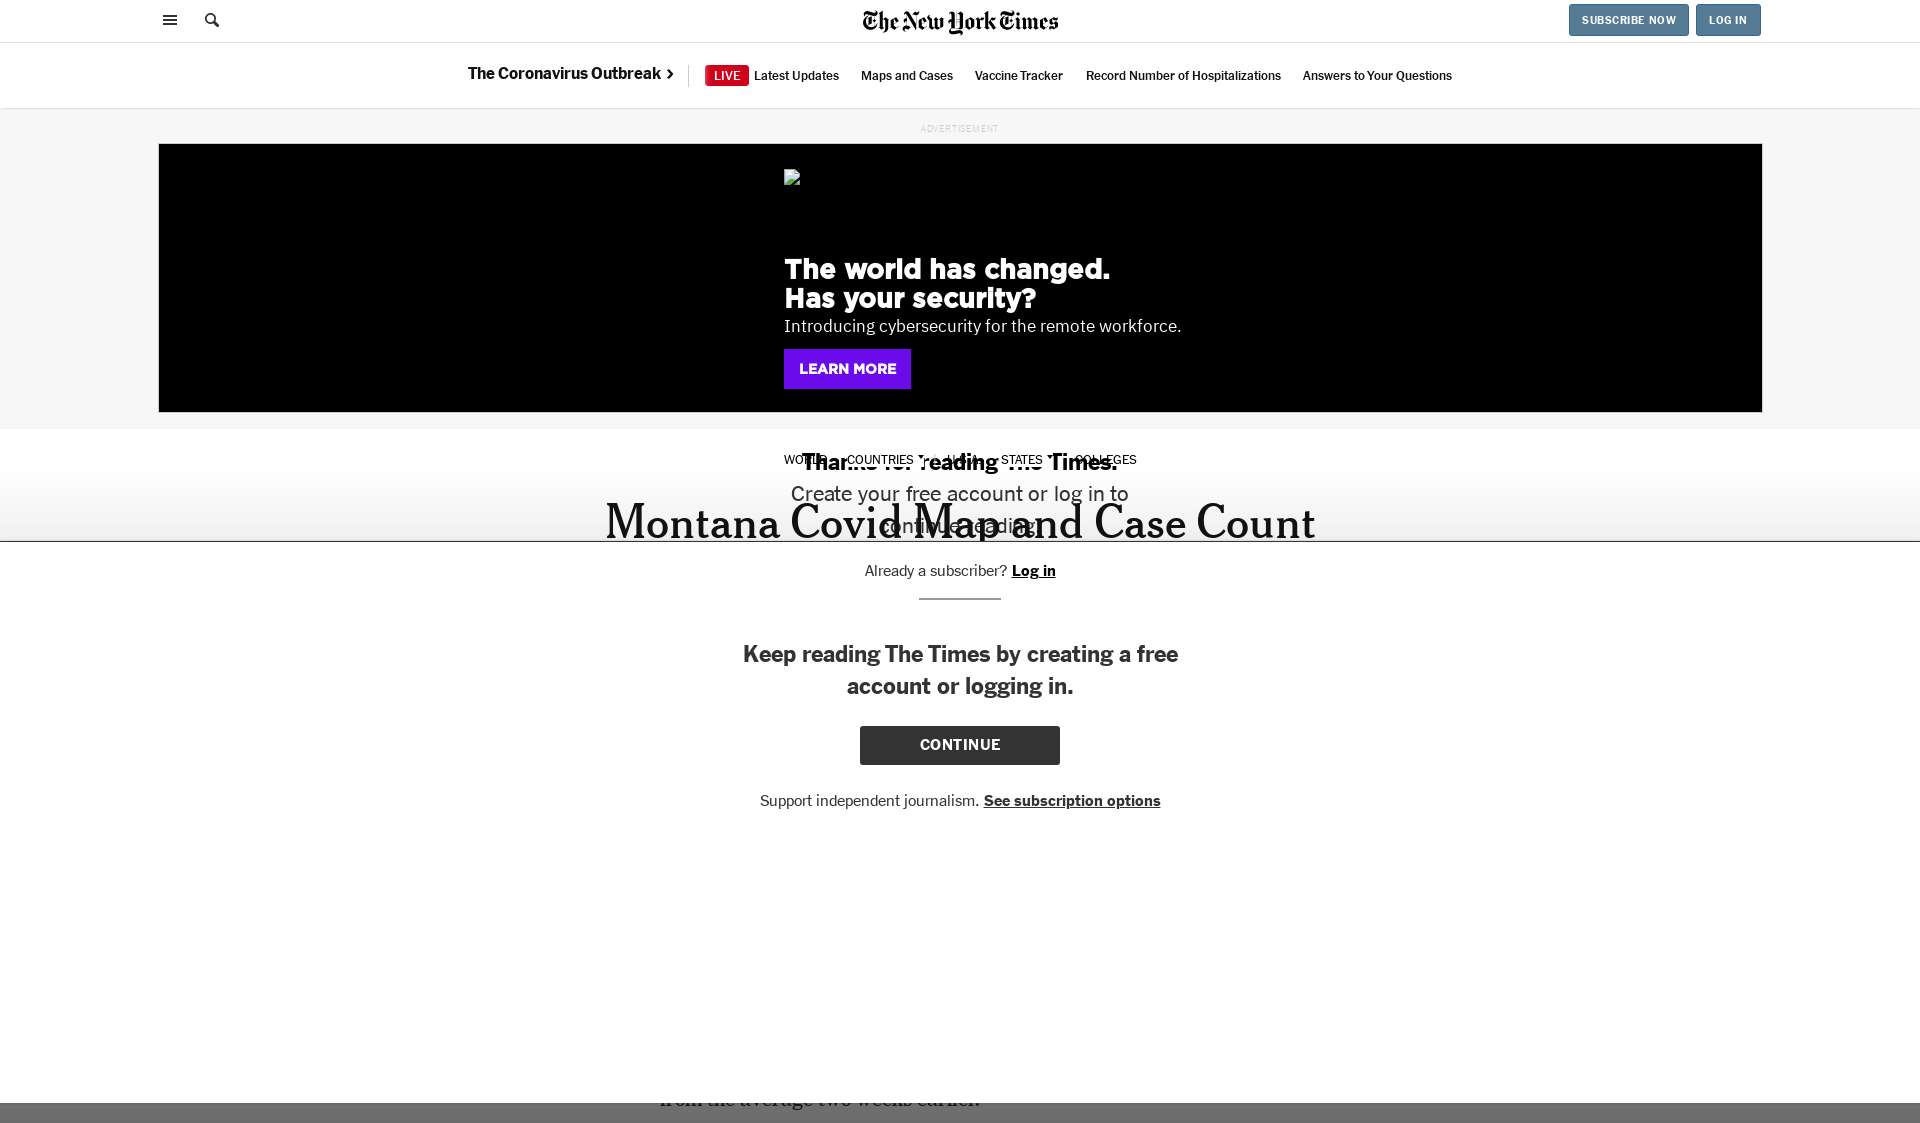 The New York Times
SUBSCRIBE NOW
LOG IN
The Coronavirus Outbreak
LIVE Latest Updates
Maps and Cases
Vaccine Tracker
Record Number of Hospitalizations
Answers to Your Questions
ADVERTISEMENT
The world has changed.
Has your security?
Introducing cybersecurity for the remote workforce.
LEARN MORE
WORLD COUNTRIES U.S.A. STATES COLLEGES
Thanks for reading The Times.
Create your free account or log in to
continue reading.
Montana Covid Map and Case Count
Already a subscriber? Log in
Keep reading The Times by creating a free
account or logging in.
CONTINUE
Support independent journalism. See subscription options
from the average two weeks earlier.